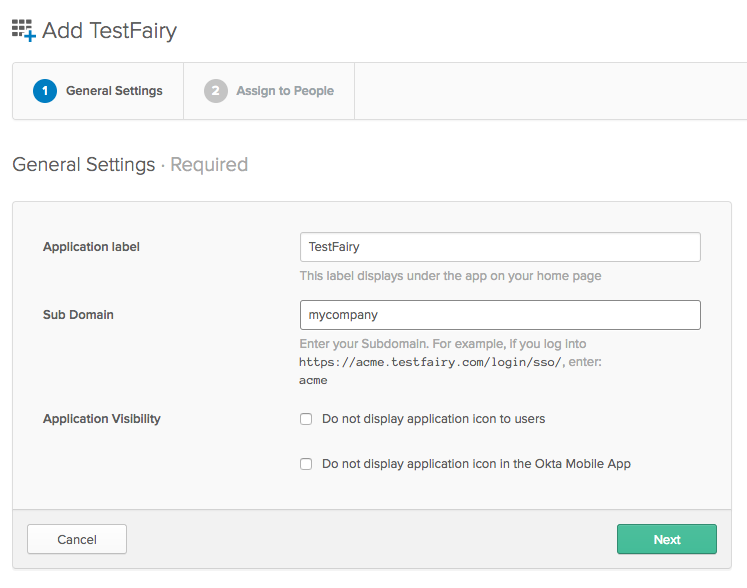 Add TestFairy
1 General Settings
2 Assign to People
General Settings · Required
Application label
TestFairy
This label displays under the app on your home page
Sub Domain
mycompany
Enter your Subdomain. For example, if you log into
https://acme.testfairy.com/login/sso/, enter:
acme
Application Visibility
Do not display application icon to users
Do not display application icon in the Okta Mobile App
Cancel
Next